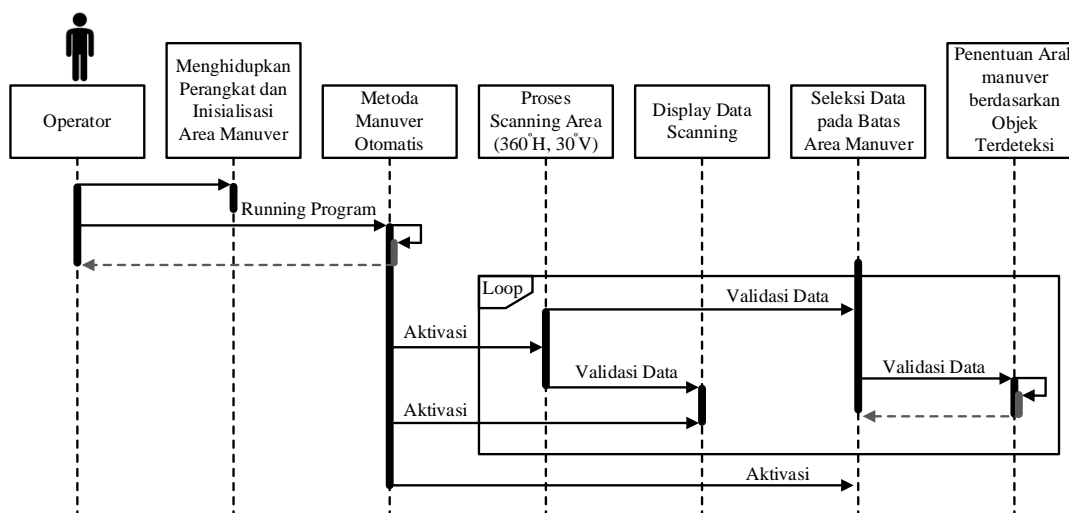 Operator
Menghidupkan
Perangkat dan
Inisialisasi
Area Manuver
Metoda
Manuver
Otomatis
Proses
Scanning Area
(360°H, 30°V)
Display Data
Scanning
Seleksi Data
pada Batas
Area Manuver
Penentuan Arah
manuver
berdasarkan
Objek
Terdeteksi
Running Program
Loop
Validasi Data
Aktivasi
Validasi Data
Validasi Data
Aktivasi
Aktivasi